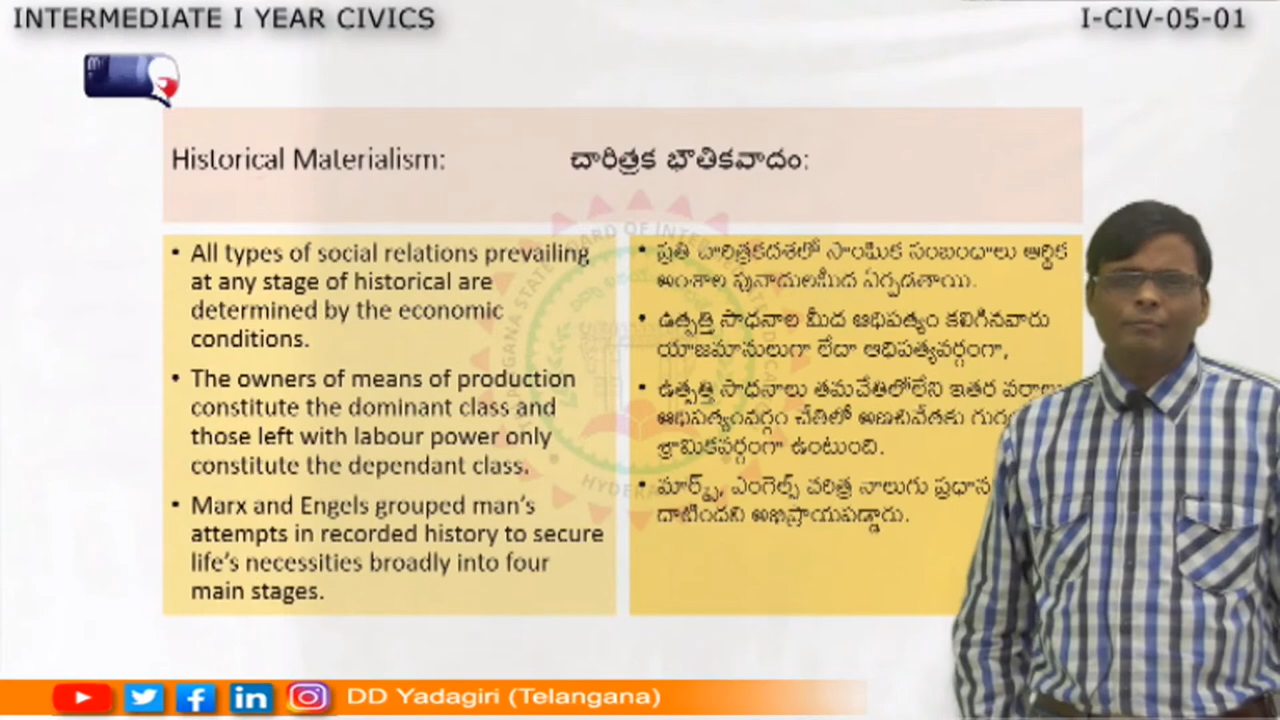 INTERMEDIATE I YEAR CIVICS
I-CIV-05-01
Historical Materialism:
చారిత్రక భౌతికవాదం:
• All types of social relations prevailing
at any stage of historical are
determined by the economic
conditions.
• The owners of means of production
constitute the dominant class and
those left with labour power only
constitute the dependant class.
• Marx and Engels grouped man's
attempts in recorded history to secure
life's necessities broadly into four
main stages.
• ప్రతి చారిత్రకదశలో సాంఘిక సంబంధాలు ఆర్థిక
అంశాల పునాదులమీద ఏర్పడతాయి.
• ఉత్పత్తి సాధనాల మీద ఆధిపత్యం కలిగినవారు
యాజమానులుగా లేదా ఆధిపత్యవర్గంగా,
• ఉత్పత్తి సాధనాలు తమచేతిలోలేని ఇతర
ఆధిపత్యంవర్గం చేతిలో అణచివేతకు
శ్రామికవర్గంగా ఉంటుంది.
• మార్క్స్, ఎంగెల్స్ చరిత్ర నాలుగు ప్రధాన
దాటిందని అభిప్రాయపడ్డారు.
DD Yadagiri (Telangana)